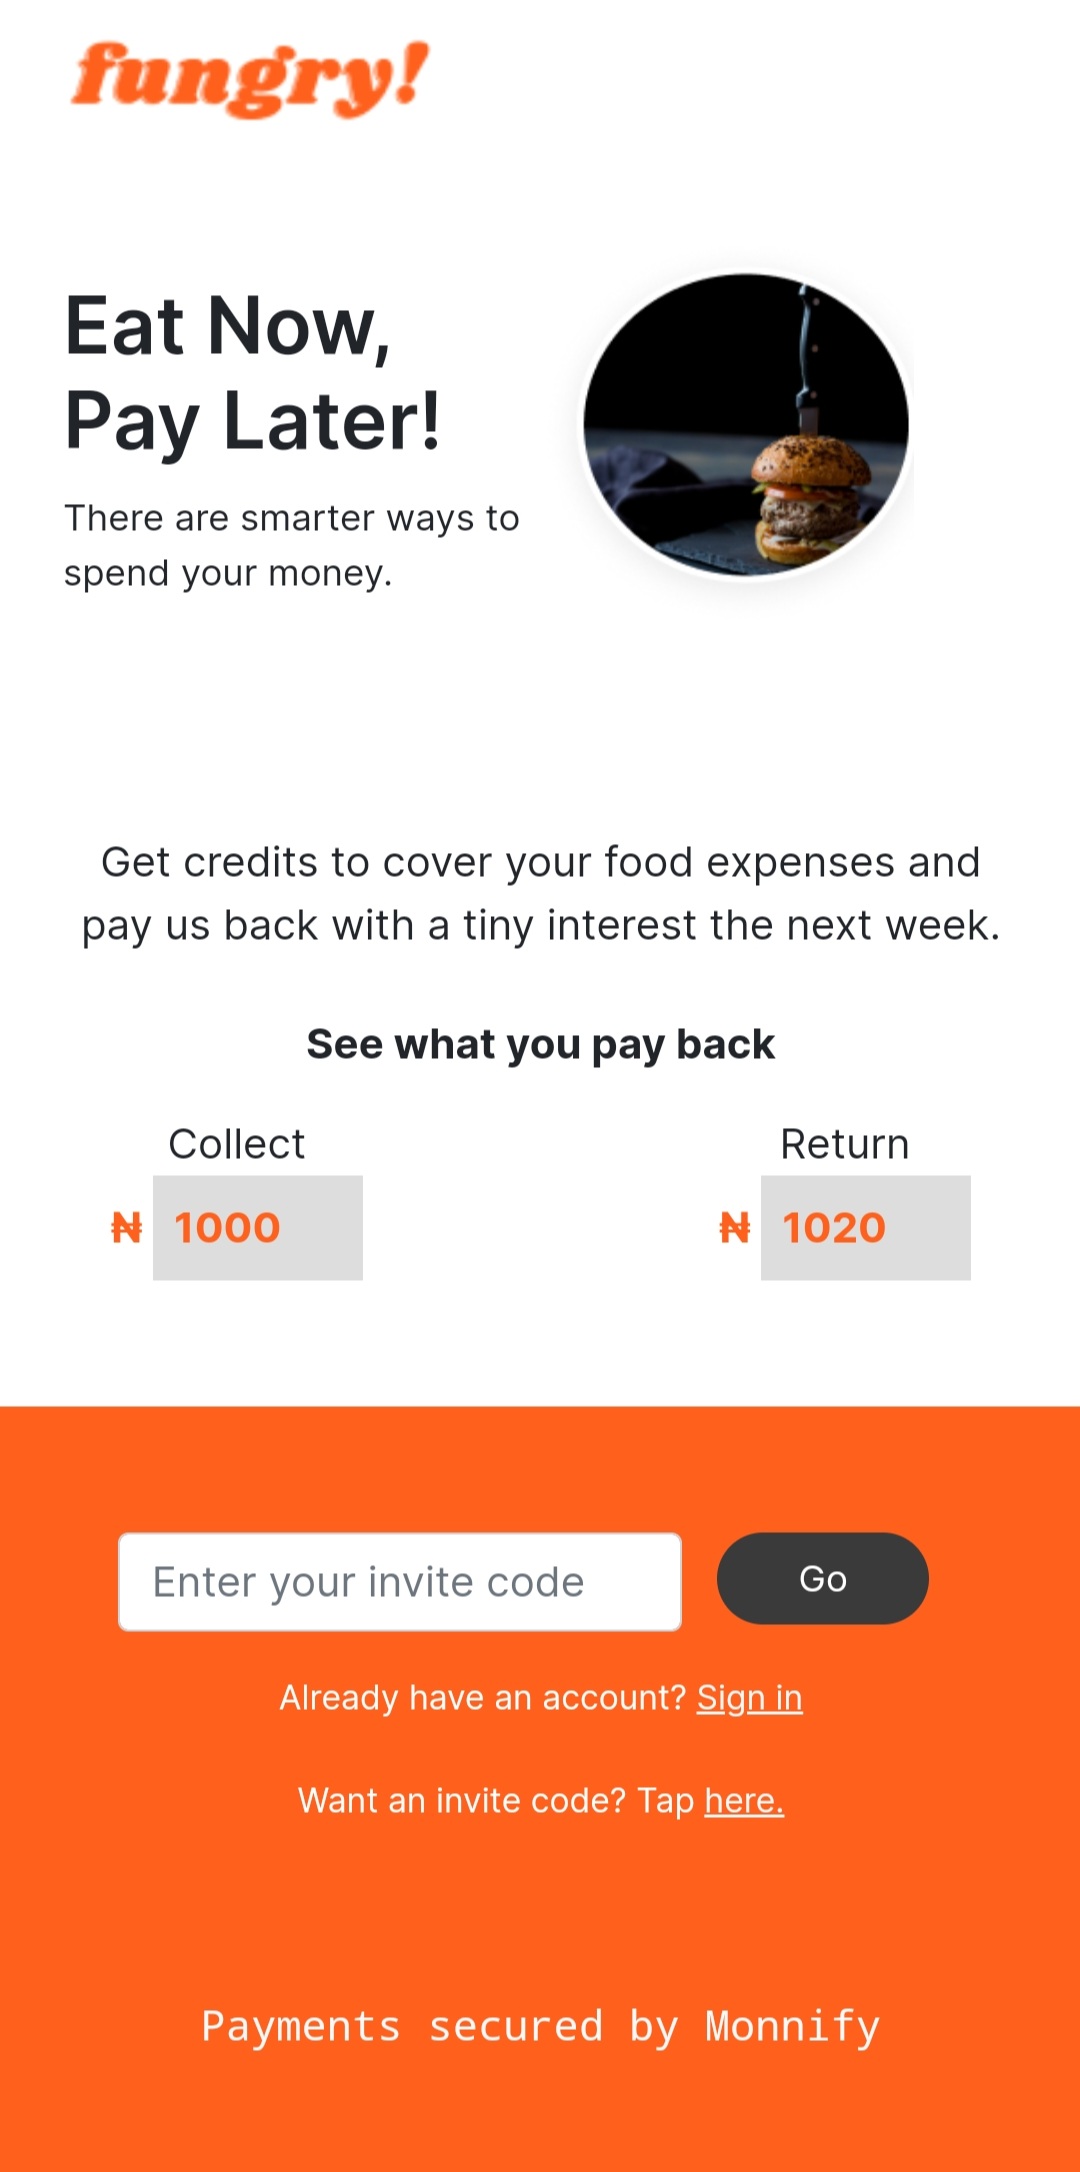 fungry!
Eat Now,
Pay Later!
There are smarter ways to
spend your money.
Get credits to cover your food expenses and
pay us back with a tiny interest the next week.
See what you pay back
Collect Return
₦ 1000 ₦ 1020
Enter your invite code Go
Already have an account? Sign in
Want an invite code? Tap here.
Payments secured by Monnify